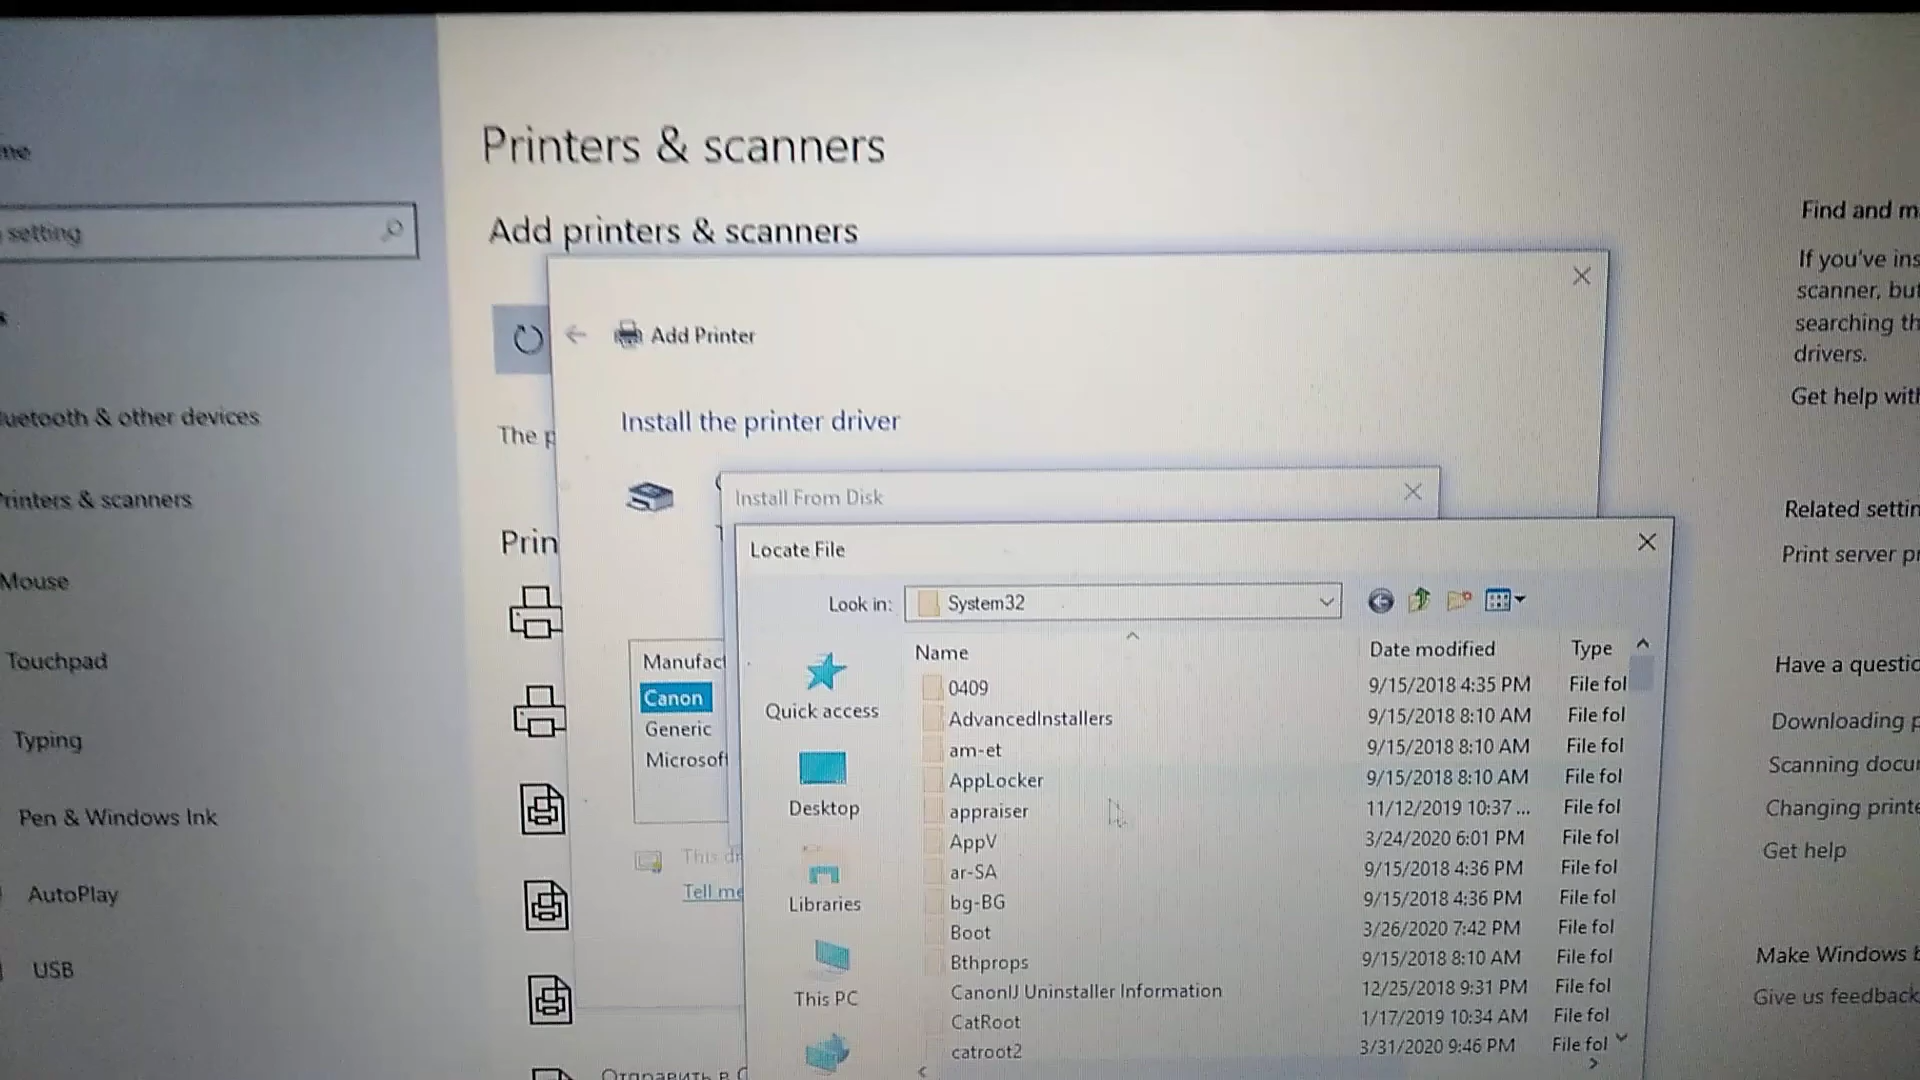 me
setting
uetooth & other devices
Printers & scanners
Mouse
Touchpad
Typing
Pen & Windows Ink
AutoPlay
USB
Printers & scanners
Add printers & scanners
The p
Prin
Add Printer
Install the printer driver
Manufact
Canon
Generic
Microsoft
This dr
Tell me
Install From Disk
Locate File
Look in: System32
Quick access
Desktop
Libraries
This PC
Name Date modified Type
0409 9/15/2018 4:35 PM File fol
AdvancedInstallers 9/15/2018 8:10 AM File fol
am-et 9/15/2018 8:10 AM File fol
AppLocker 9/15/2018 8:10 AM File fol
appraiser 11/12/2019 10:37 ... File fol
AppV 3/24/2020 6:01 PM File fol
ar-SA 9/15/2018 4:36 PM File fol
bg-BG 9/15/2018 4:36 PM File fol
Boot 3/26/2020 7:42 PM File fol
Bthprops 9/15/2018 8:10 AM File fol
CanonIJ Uninstaller Information 12/25/2018 9:31 PM File fol
CatRoot 1/17/2019 10:34 AM File fol
catroot2 3/31/2020 9:46 PM File fol
Отправить в
Find and m
If you've ins
scanner, but
searching th
drivers.
Get help with
Related settin
Print server pr
Have a questio
Downloading p
Scanning docum
Changing printe
Get help
Make Windows b
Give us feedback